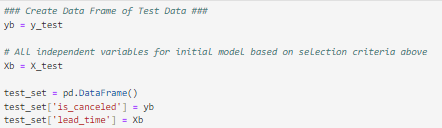 ### Create Data Frame of Test Data ###
yb = y_test
# All independent variables for initial model based on selection criteria above
Xb = X_test
test_set = pd.DataFrame()
test_set['is_canceled'] = yb
test_set['lead_time'] = Xb